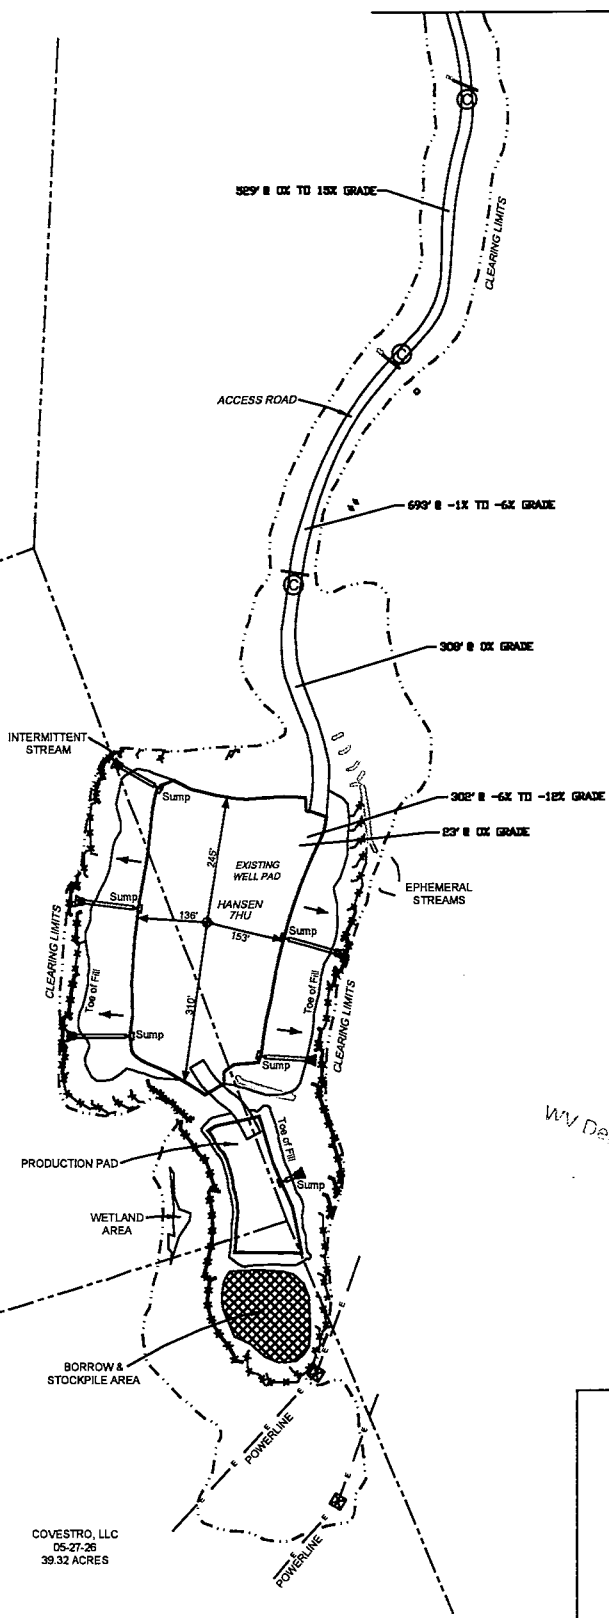 529' @ 0% TO 15% GRADE
CLEARING LIMITS
ACCESS ROAD
693' @ -1% TO -6% GRADE
308' @ 0% GRADE
INTERMITTENT
STREAM
Sump
302' @ -6% TO -12% GRADE
23' @ 0% GRADE
245'
EXISTING
WELL PAD
EPHEMERAL
STREAMS
Sump
HANSEN
7HU
136'
153'
Sump
CLEARING LIMITS
Toe of Fill
310'
Toe of Fill
CLEARING LIMITS
Sump
Sump
WV De
Toe of Fill
PRODUCTION PAD
Sump
WETLAND
AREA
BORROW &
STOCKPILE AREA
E
E
POWERLINE
E
E
E
E
E
POWERLINE
E
COVESTRO, LLC
05-27-26
39.32 ACRES